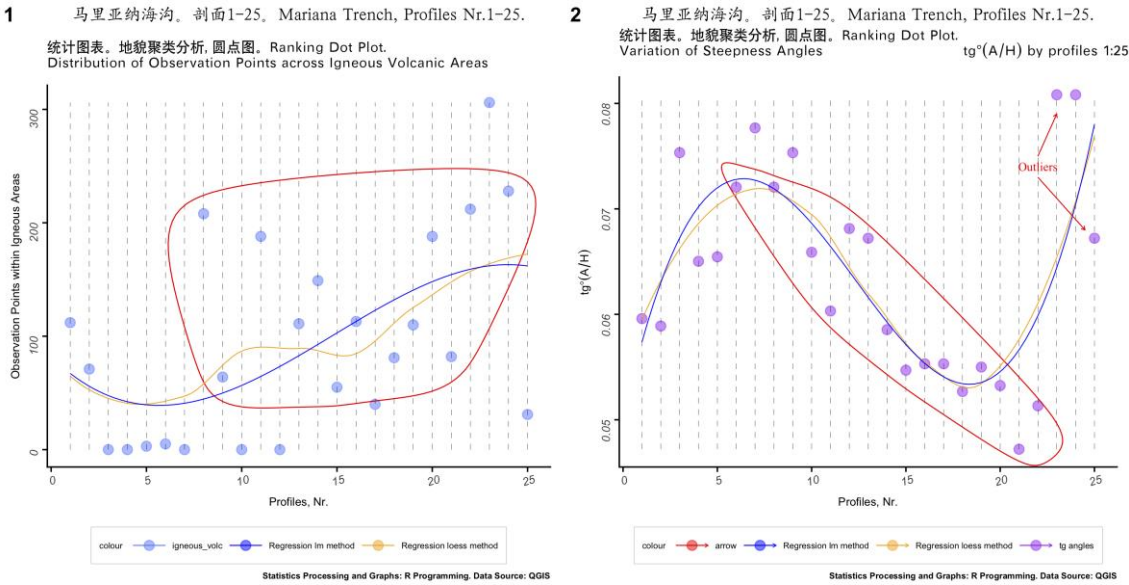 1
马里亚纳海沟。剖面1-25。Mariana Trench, Profiles Nr.1-25.
统计图表。地貌聚类分析, 圆点图。Ranking Dot Plot.
Distribution of Observation Points across Igneous Volcanic Areas
Observation Points within Igneous Areas
300
200
100
0
0 5 10 15 20 25
Profiles, Nr.
colour igneous_volc Regression lm method Regression loess method
Statistics Processing and Graphs: R Programming. Data Source: QGIS
2
马里亚纳海沟。剖面1-25。Mariana Trench, Profiles Nr.1-25.
统计图表。地貌聚类分析, 圆点图。Ranking Dot Plot.
Variation of Steepness Angles tg°(A/H) by profiles 1:25
tg°(A/H)
0.08
0.07
0.06
0.05
Outliers
0 5 10 15 20 25
Profiles, Nr.
colour arrow Regression lm method Regression loess method tg angles
Statistics Processing and Graphs: R Programming. Data Source: QGIS